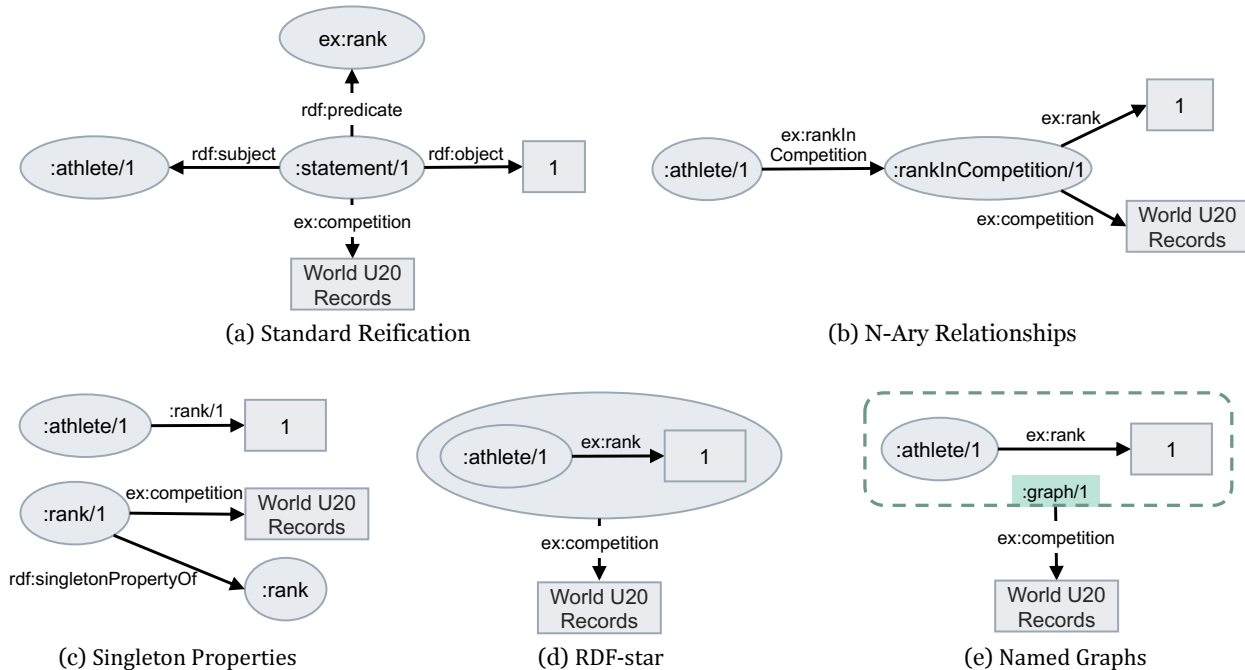 ex:rank
rdf:predicate
:athlete/1
rdf:subject
:statement/1
rdf:object
1
ex:competition
World U20
Records
(a) Standard Reification
:athlete/1
ex:rankIn
Competition
:rankInCompetition/1
ex:rank
1
ex:competition
World U20
Records
(b) N-Ary Relationships
:athlete/1
:rank/1
1
:rank/1
ex:competition
World U20
Records
rdf:singletonPropertyOf
:rank
(c) Singleton Properties
:athlete/1
ex:rank
1
ex:competition
World U20
Records
(d) RDF-star
:athlete/1
ex:rank
1
:graph/1
ex:competition
World U20
Records
(e) Named Graphs